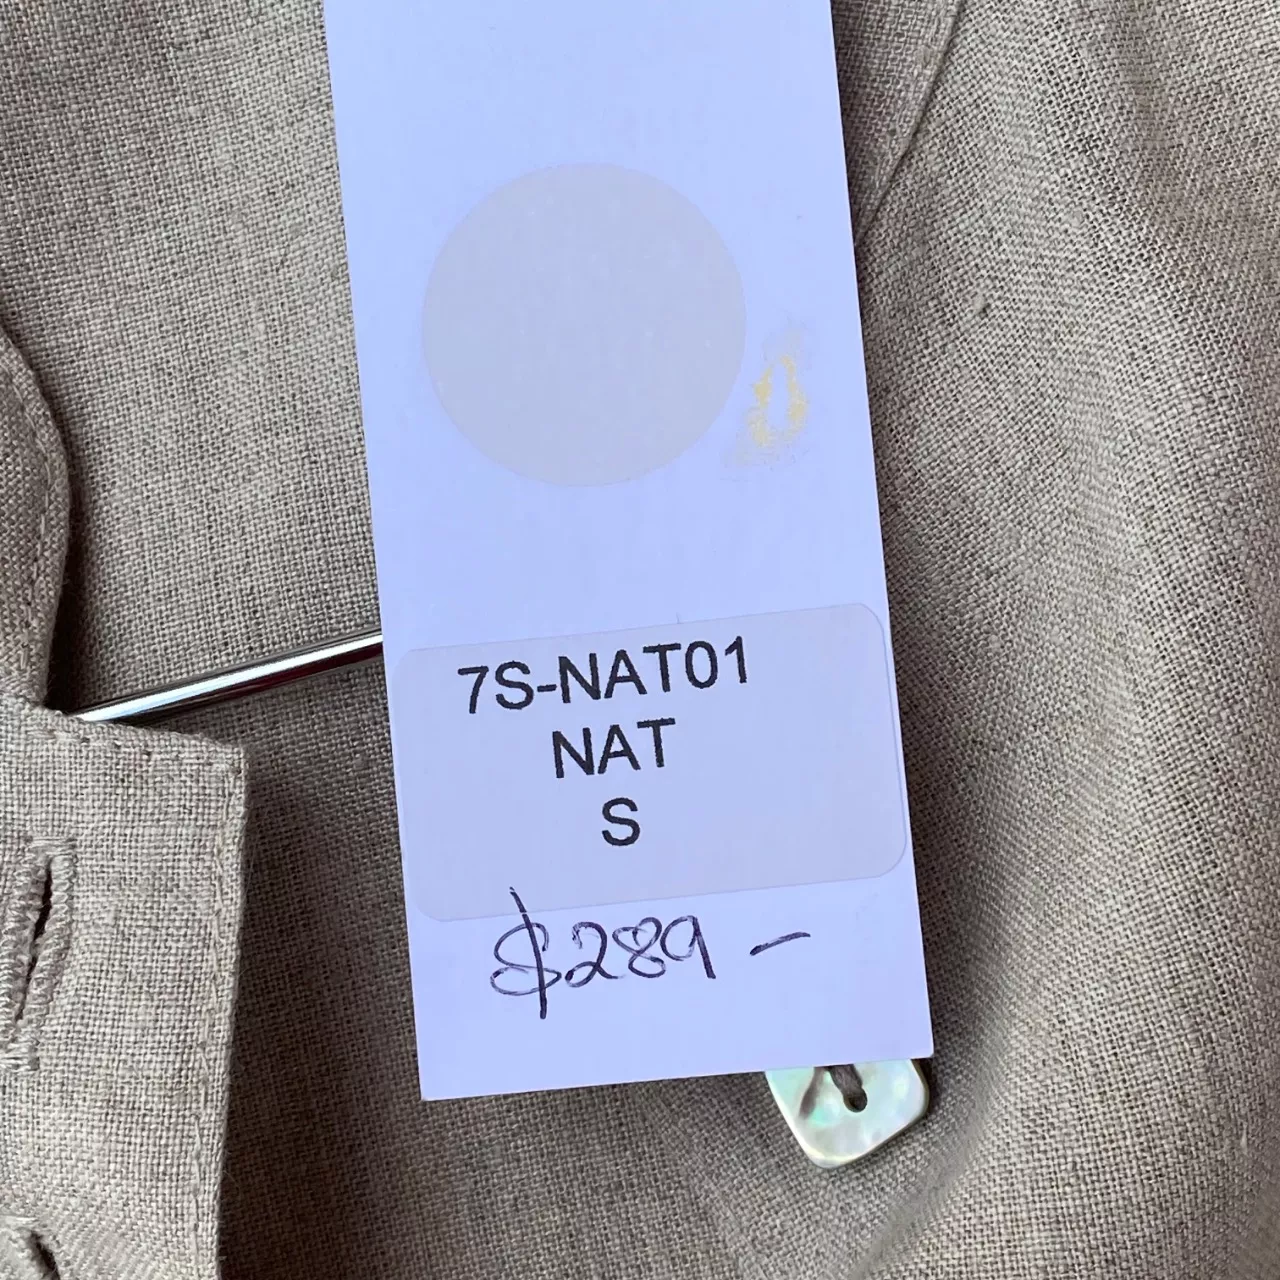 7S-NAT01
NAT
S
$289-